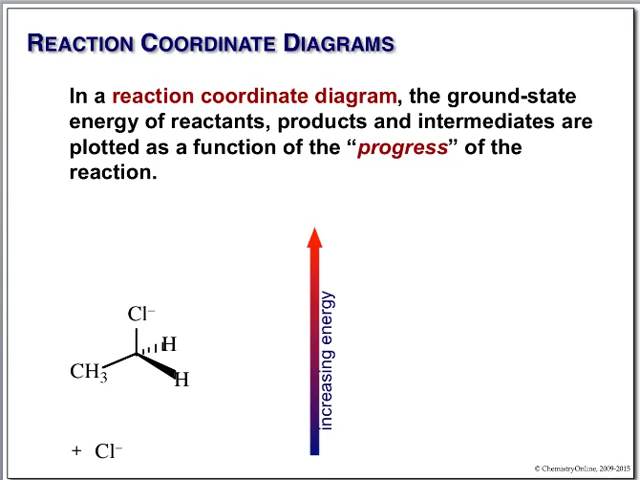 REACTION COORDINATE DIAGRAMS
In a reaction coordinate diagram, the ground-state
energy of reactants, products and intermediates are
plotted as a function of the “progress” of the
reaction.
Cl⁻
H
CH₃
H
+ Cl⁻
increasing energy
© ChemistryOnline, 2009-2015